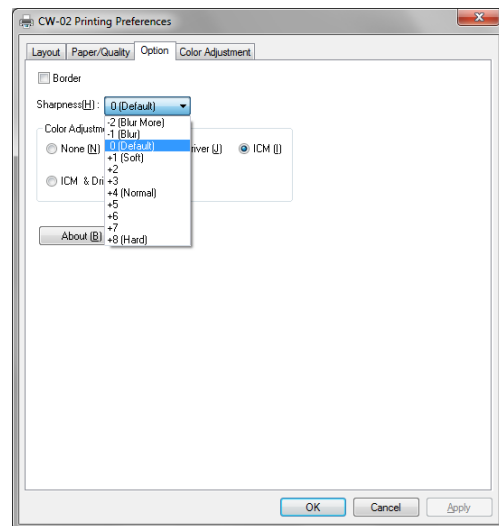 CW-02 Printing Preferences
Layout Paper/Quality Option Color Adjustment
Border
Sharpness(H) : 0 (Default)
-2 (Blur More)
-1 (Blur)
0 (Default)
+1 (Soft)
+2
+3
+4 (Normal)
+5
+6
+7
+8 (Hard)
Color Adjustm
None (N) river (J) ICM (I)
ICM & Dri
About (B)
OK Cancel Apply